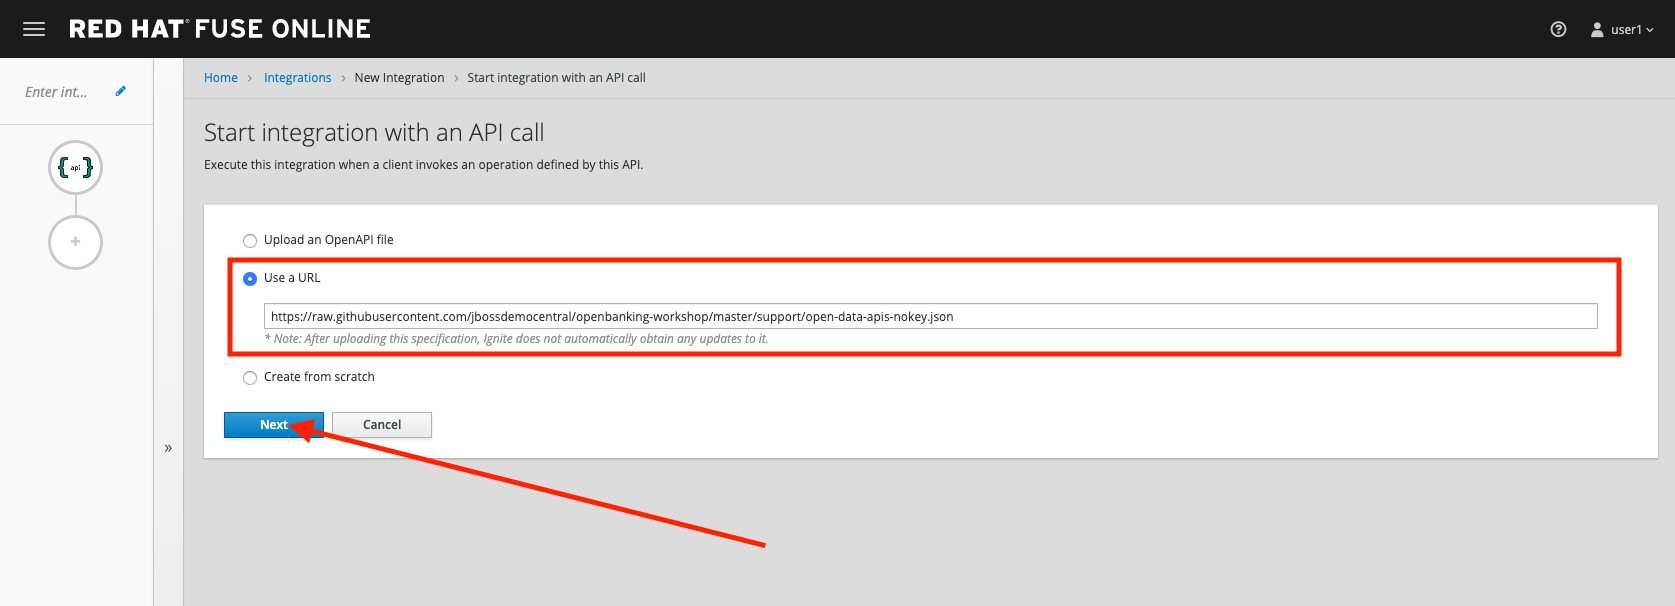 RED HAT® FUSE ONLINE
user1
Enter int...
Home > Integrations > New Integration > Start integration with an API call
api
+
Start integration with an API call
Execute this integration when a client invokes an operation defined by this API.
Upload an OpenAPI file
Use a URL
https://raw.githubusercontent.com/jbossdemocentral/openbanking-workshop/master/support/open-data-apis-nokey.json
* Note: After uploading this specification, Ignite does not automatically obtain any updates to it.
Create from scratch
Next Cancel
»